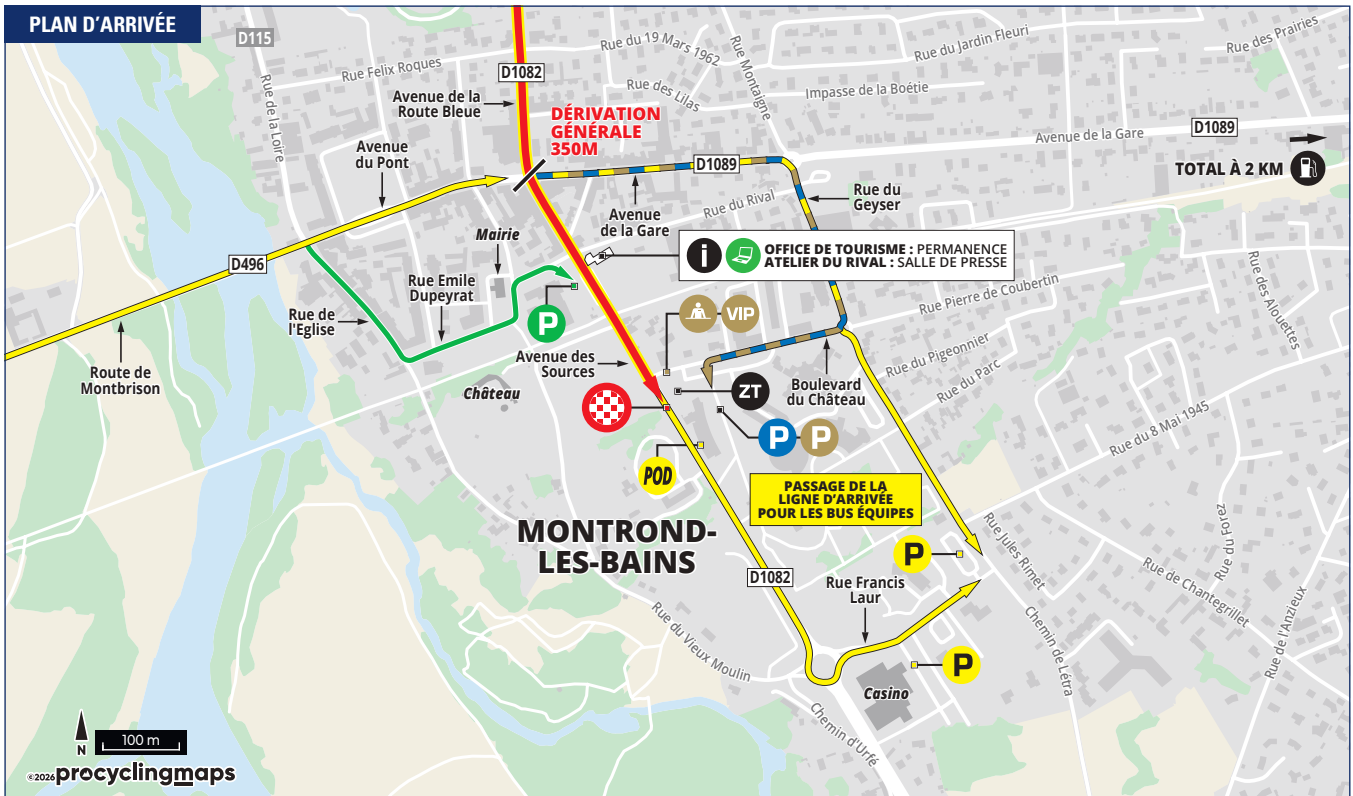 PLAN D'ARRIVÉE
D115
Rue Felix Roques
Rue du 19 Mars 1962
Rue Montaigne
Rue du Jardin Fleuri
Rue des Prairies
D1082
Rue de la Loire
Avenue de la
Route Bleue
Rue des Lilas
Impasse de la Boétie
DÉRIVATION
GÉNÉRALE
350M
Avenue de la Gare
D1089
Avenue
du Pont
D1089
TOTAL À 2 KM
Rue du
Geyser
Rue du Rival
Avenue
de la Gare
Mairie
i
OFFICE DE TOURISME : PERMANENCE
ATELIER DU RIVAL : SALLE DE PRESSE
D496
Rue Emile
Dupeyrat
Rue de
l'Eglise
P
VIP
Rue Pierre de Coubertin
Rue des Alouettes
Avenue des
Sources
Rue du Pigeonnier
Rue du Parc
Route de
Montbrison
Château
ZT
Boulevard
du Château
P
P
Rue du 8 Mai 1945
POD
PASSAGE DE LA
LIGNE D'ARRIVÉE
POUR LES BUS ÉQUIPES
MONTROND-
LES-BAINS
Rue Jules Rimet
Rue du Forez
P
D1082
Rue Francis
Laur
Rue de Chantegrillet
Rue du Vieux Moulin
Chemin de Létra
Rue de l'Anzieux
P
Casino
Chemin d'Urfé
N
100 m
©2026 procyclingmaps